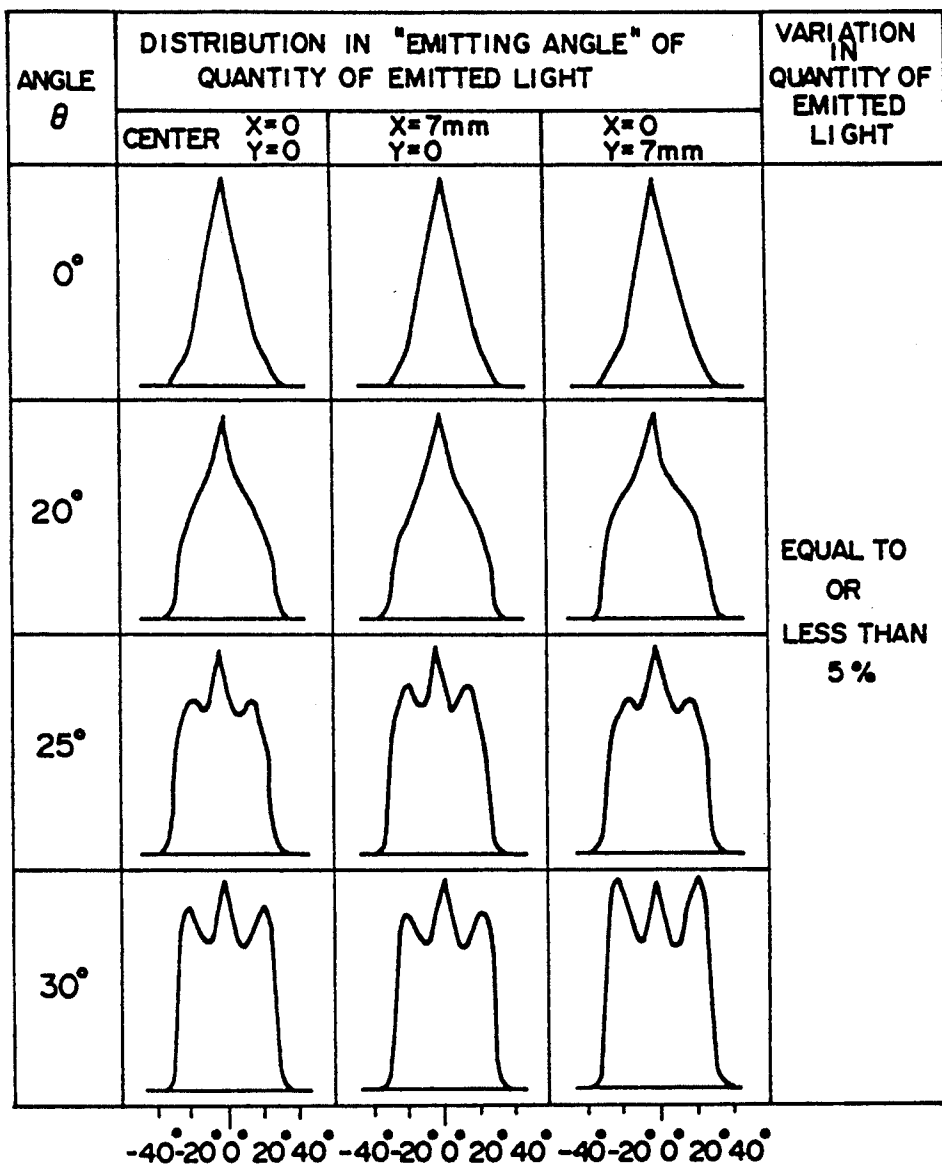 ANGLE
θ
DISTRIBUTION IN "EMITTING ANGLE" OF
QUANTITY OF EMITTED LIGHT
VARIATION
IN
QUANTITY OF
EMITTED
LIGHT
CENTER X=0
Y=0
X=7mm
Y=0
X=0
Y=7mm
0°
20°
25°
30°
EQUAL TO
OR
LESS THAN
5%
-40° -20° 0° 20° 40° -40° -20° 0° 20° 40° -40° -20° 0° 20° 40°